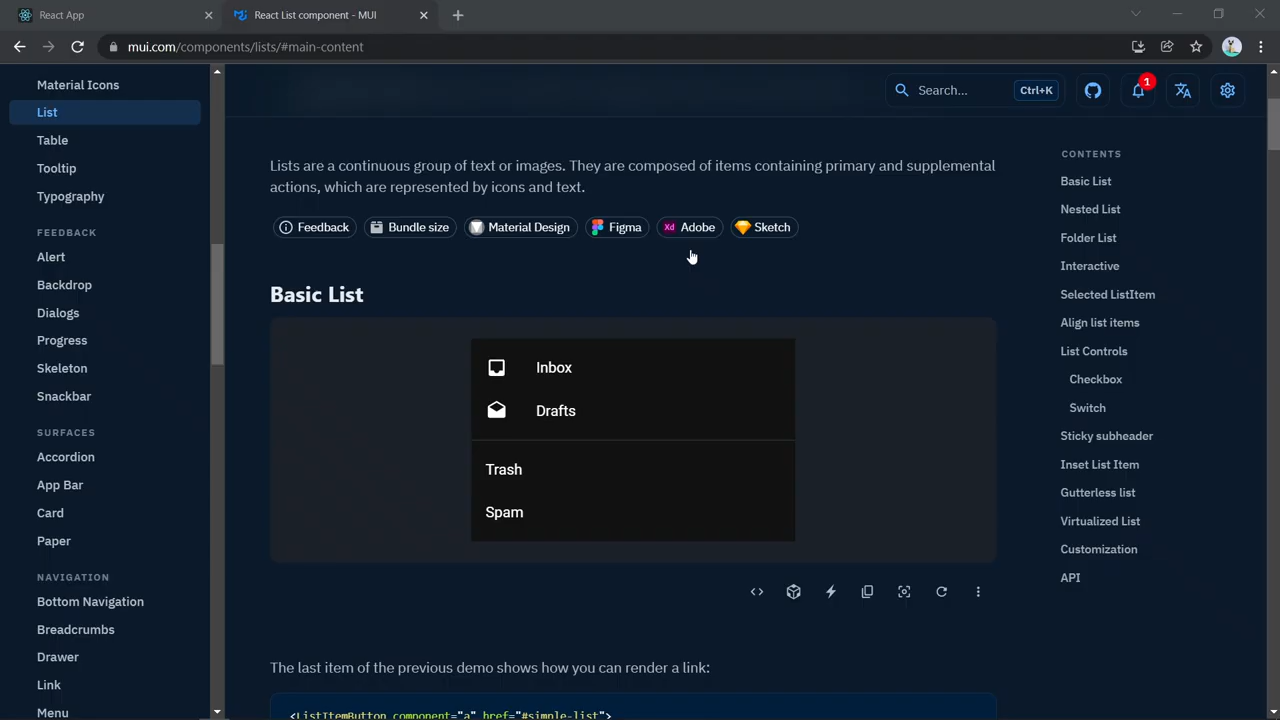 React App
React List component - MUI
mui.com/components/lists/#main-content
Material Icons
List
Table
Tooltip
Typography
FEEDBACK
Alert
Backdrop
Dialogs
Progress
Skeleton
Snackbar
SURFACES
Accordion
App Bar
Card
Paper
NAVIGATION
Bottom Navigation
Breadcrumbs
Drawer
Link
Menu
Search...
Ctrl+K
1
Lists are a continuous group of text or images. They are composed of items containing primary and supplemental
actions, which are represented by icons and text.
Feedback
Bundle size
Material Design
Figma
Xd Adobe
Sketch
Basic List
Inbox
Drafts
Trash
Spam
The last item of the previous demo shows how you can render a link:
<ListItemButton component="a" href="#simple-list">
CONTENTS
Basic List
Nested List
Folder List
Interactive
Selected ListItem
Align list items
List Controls
Checkbox
Switch
Sticky subheader
Inset List Item
Gutterless list
Virtualized List
Customization
API